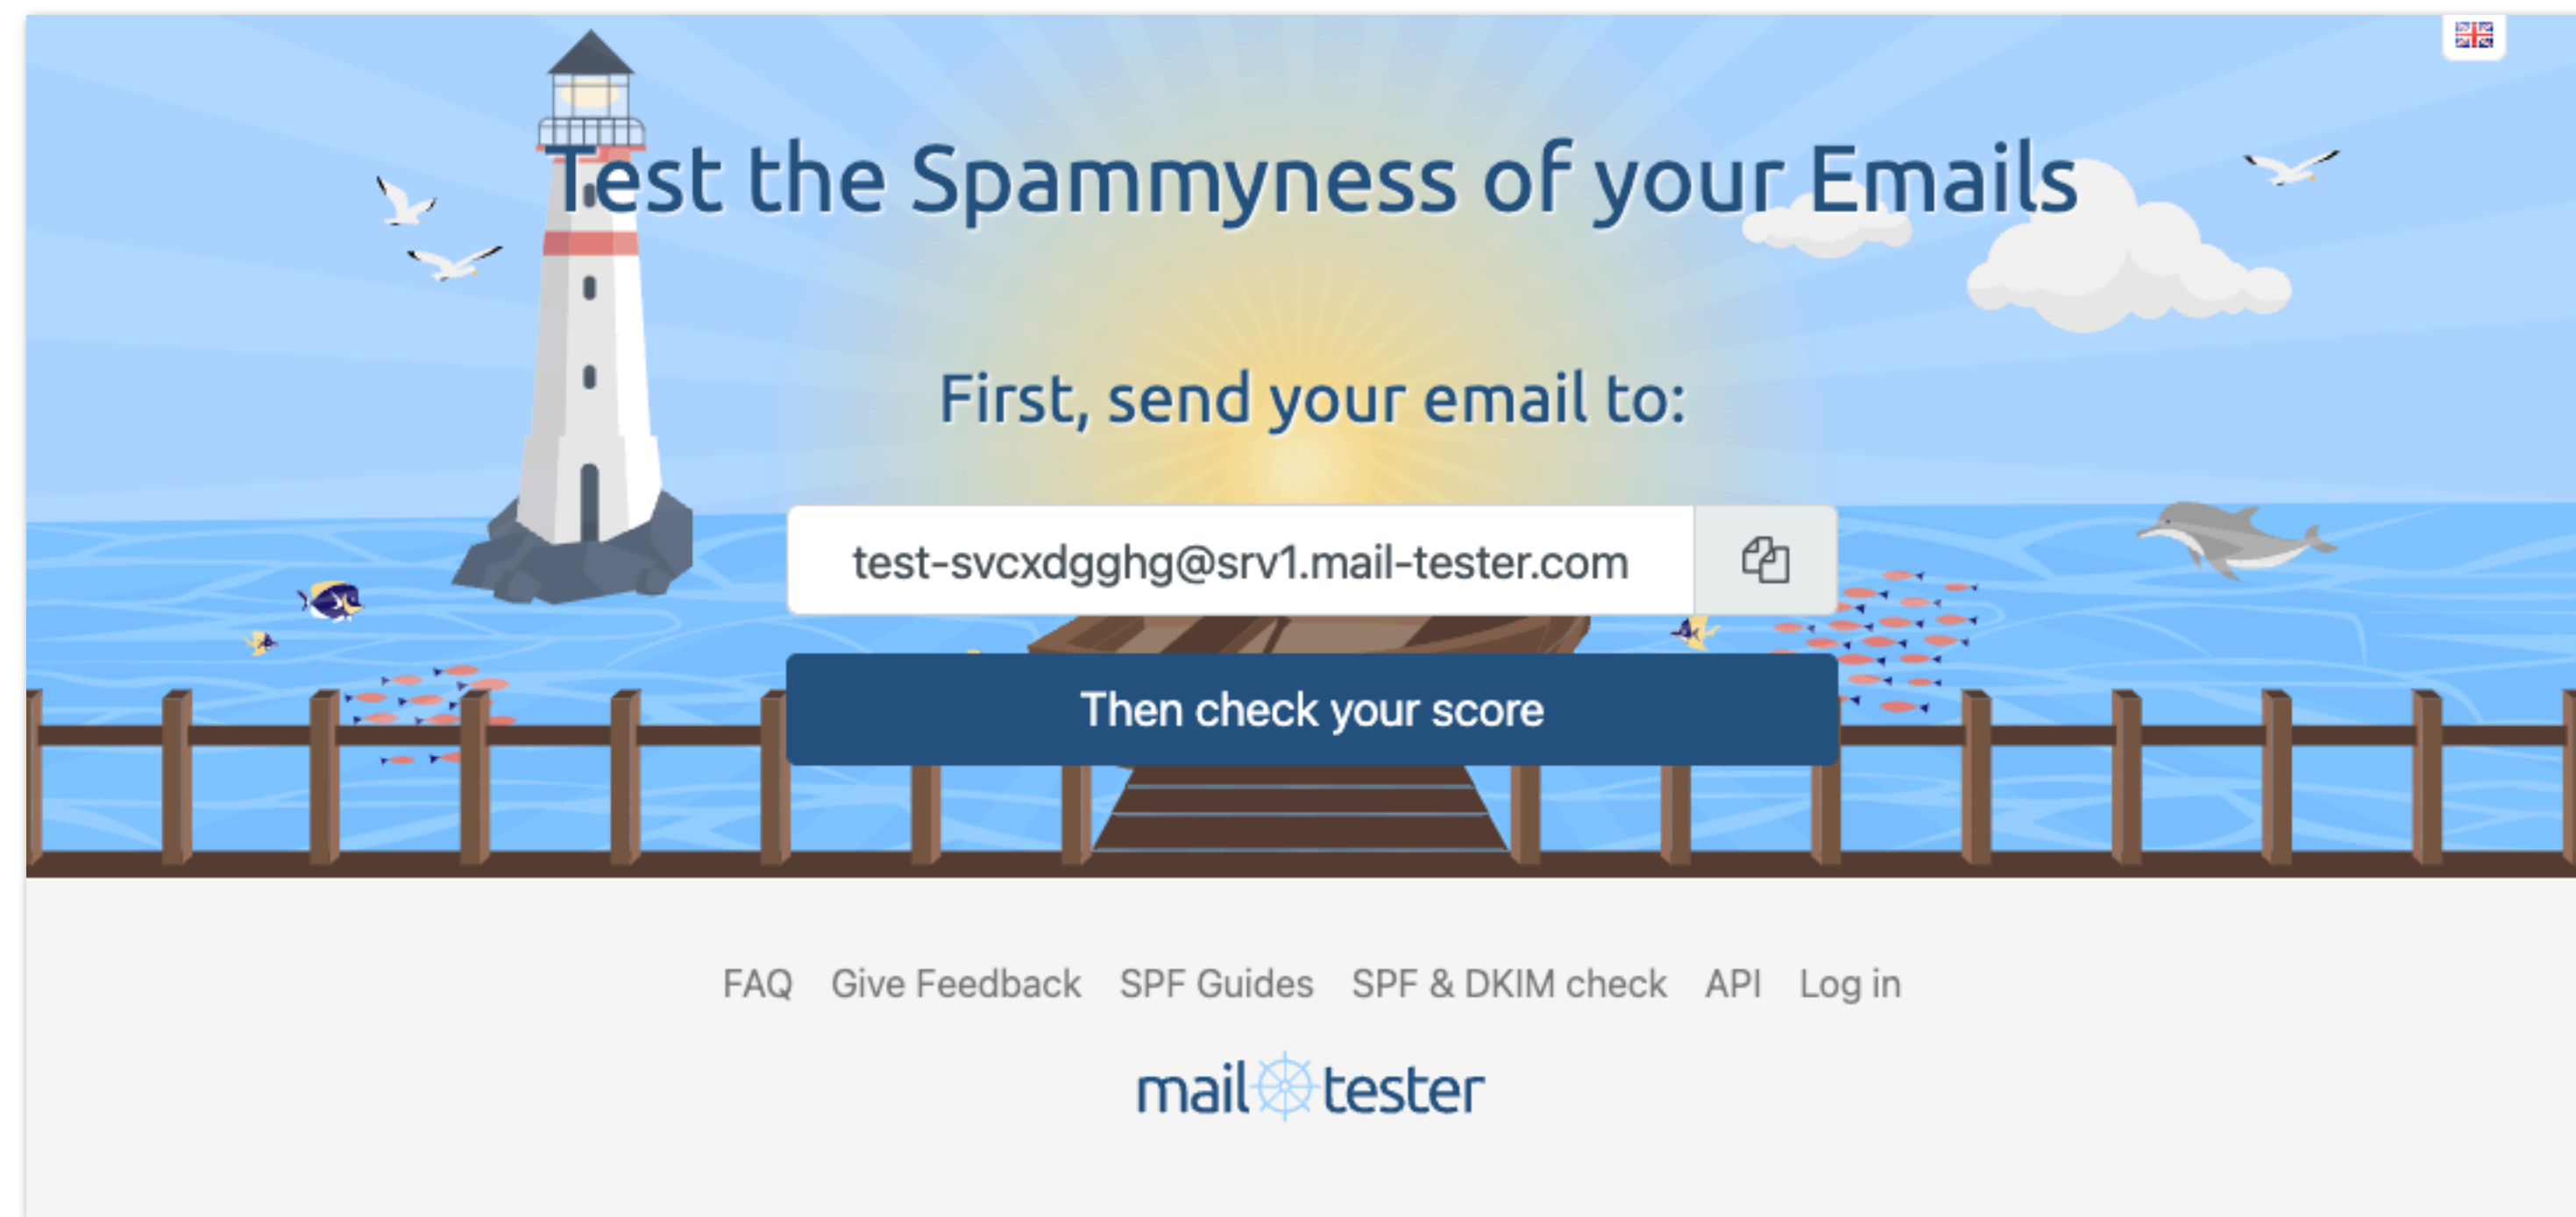 Test the Spammyness of your Emails
First, send your email to:
test-svcxdgghg@srv1.mail-tester.com
Then check your score
FAQ Give Feedback SPF Guides SPF & DKIM check API Log in
mail tester